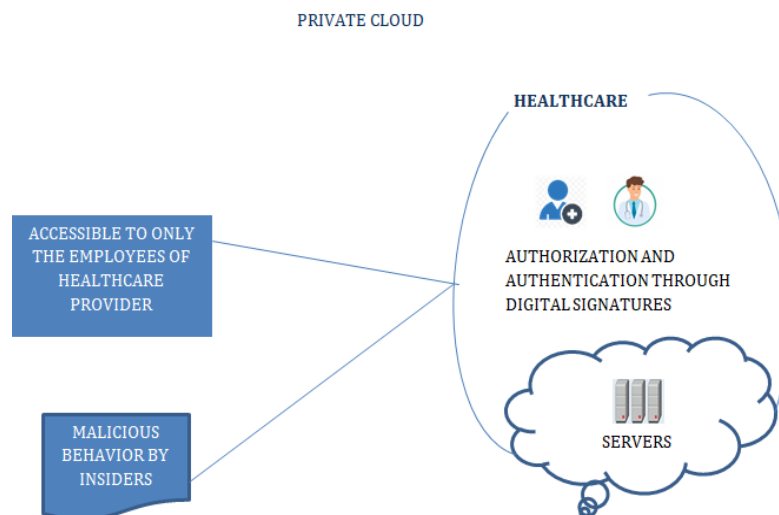 PRIVATE CLOUD
HEALTHCARE
ACCESSIBLE TO ONLY
THE EMPLOYEES OF
HEALTHCARE
PROVIDER
AUTHORIZATION AND
AUTHENTICATION THROUGH
DIGITAL SIGNATURES
MALICIOUS
BEHAVIOR BY
INSIDERS
SERVERS